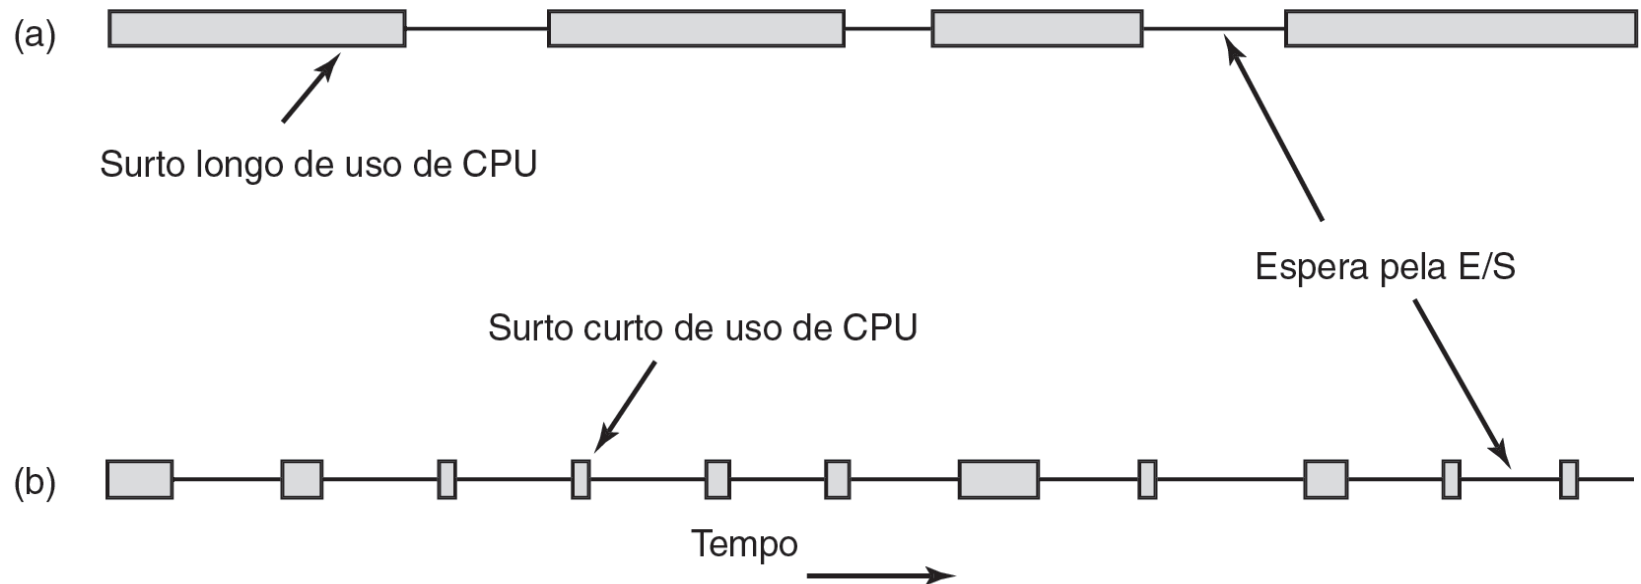 (a)
Surto longo de uso de CPU
Espera pela E/S
Surto curto de uso de CPU
(b)
Tempo